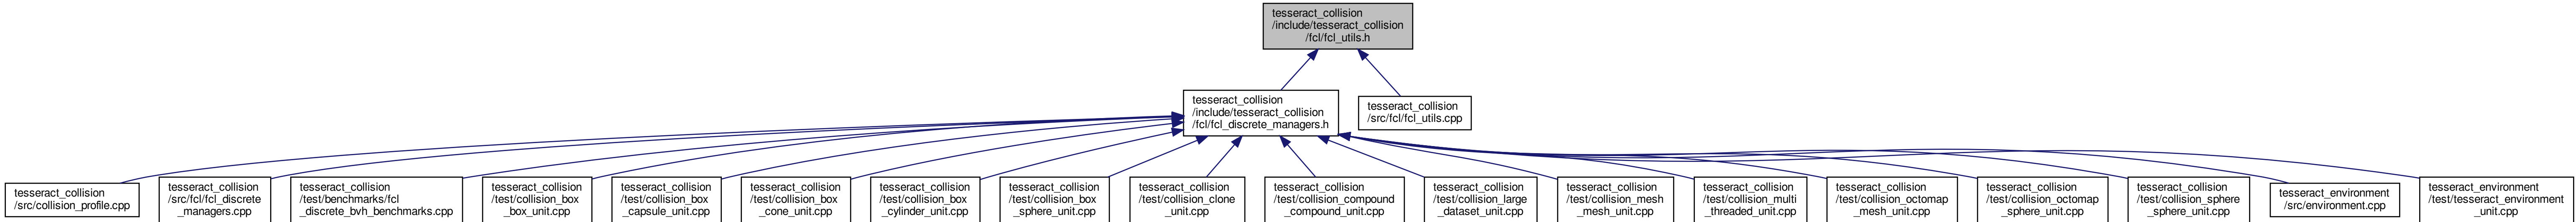 tesseract_collision
/include/tesseract_collision
/fcl/fcl_utils.h
tesseract_collision
/include/tesseract_collision
/fcl/fcl_discrete_managers.h
tesseract_collision
/src/fcl/fcl_utils.cpp
tesseract_collision
/src/collision_profile.cpp
tesseract_collision
/src/fcl/fcl_discrete
_managers.cpp
tesseract_collision
/test/benchmarks/fcl
_discrete_bvh_benchmarks.cpp
tesseract_collision
/test/collision_box
_box_unit.cpp
tesseract_collision
/test/collision_box
_capsule_unit.cpp
tesseract_collision
/test/collision_box
_cone_unit.cpp
tesseract_collision
/test/collision_box
_cylinder_unit.cpp
tesseract_collision
/test/collision_box
_sphere_unit.cpp
tesseract_collision
/test/collision_clone
_unit.cpp
tesseract_collision
/test/collision_compound
_compound_unit.cpp
tesseract_collision
/test/collision_large
_dataset_unit.cpp
tesseract_collision
/test/collision_mesh
_mesh_unit.cpp
tesseract_collision
/test/collision_multi
_threaded_unit.cpp
tesseract_collision
/test/collision_octomap
_mesh_unit.cpp
tesseract_collision
/test/collision_octomap
_sphere_unit.cpp
tesseract_collision
/test/collision_sphere
_sphere_unit.cpp
tesseract_environment
/src/environment.cpp
tesseract_environment
/test/tesseract_environment
_unit.cpp